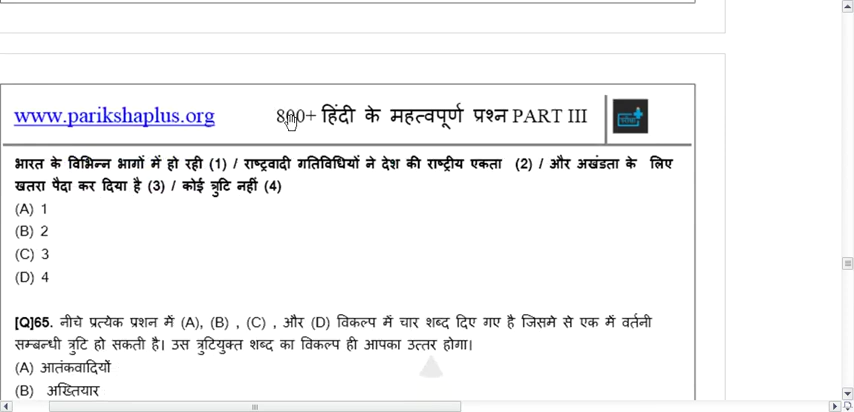 www.parikshaplus.org 800+ हिंदी के महत्वपूर्ण प्रश्न PART III
भारत के विभिन्न भागों में हो रही (1) / राष्ट्रवादी गतिविधियों ने देश की राष्ट्रीय एकता (2) / और अखंडता के लिए
खतरा पैदा कर दिया है (3) / कोई त्रुटि नहीं (4)
(A) 1
(B) 2
(C) 3
(D) 4
[Q]65. नीचे प्रत्येक प्रशन में (A), (B) , (C) , और (D) विकल्प में चार शब्द दिए गए है जिसमे से एक में वर्तनी
सम्बन्धी त्रुटि हो सकती है। उस त्रुटियुक्त शब्द का विकल्प ही आपका उत्तर होगा।
(A) आतंकवादियों
(B) अख्तियार